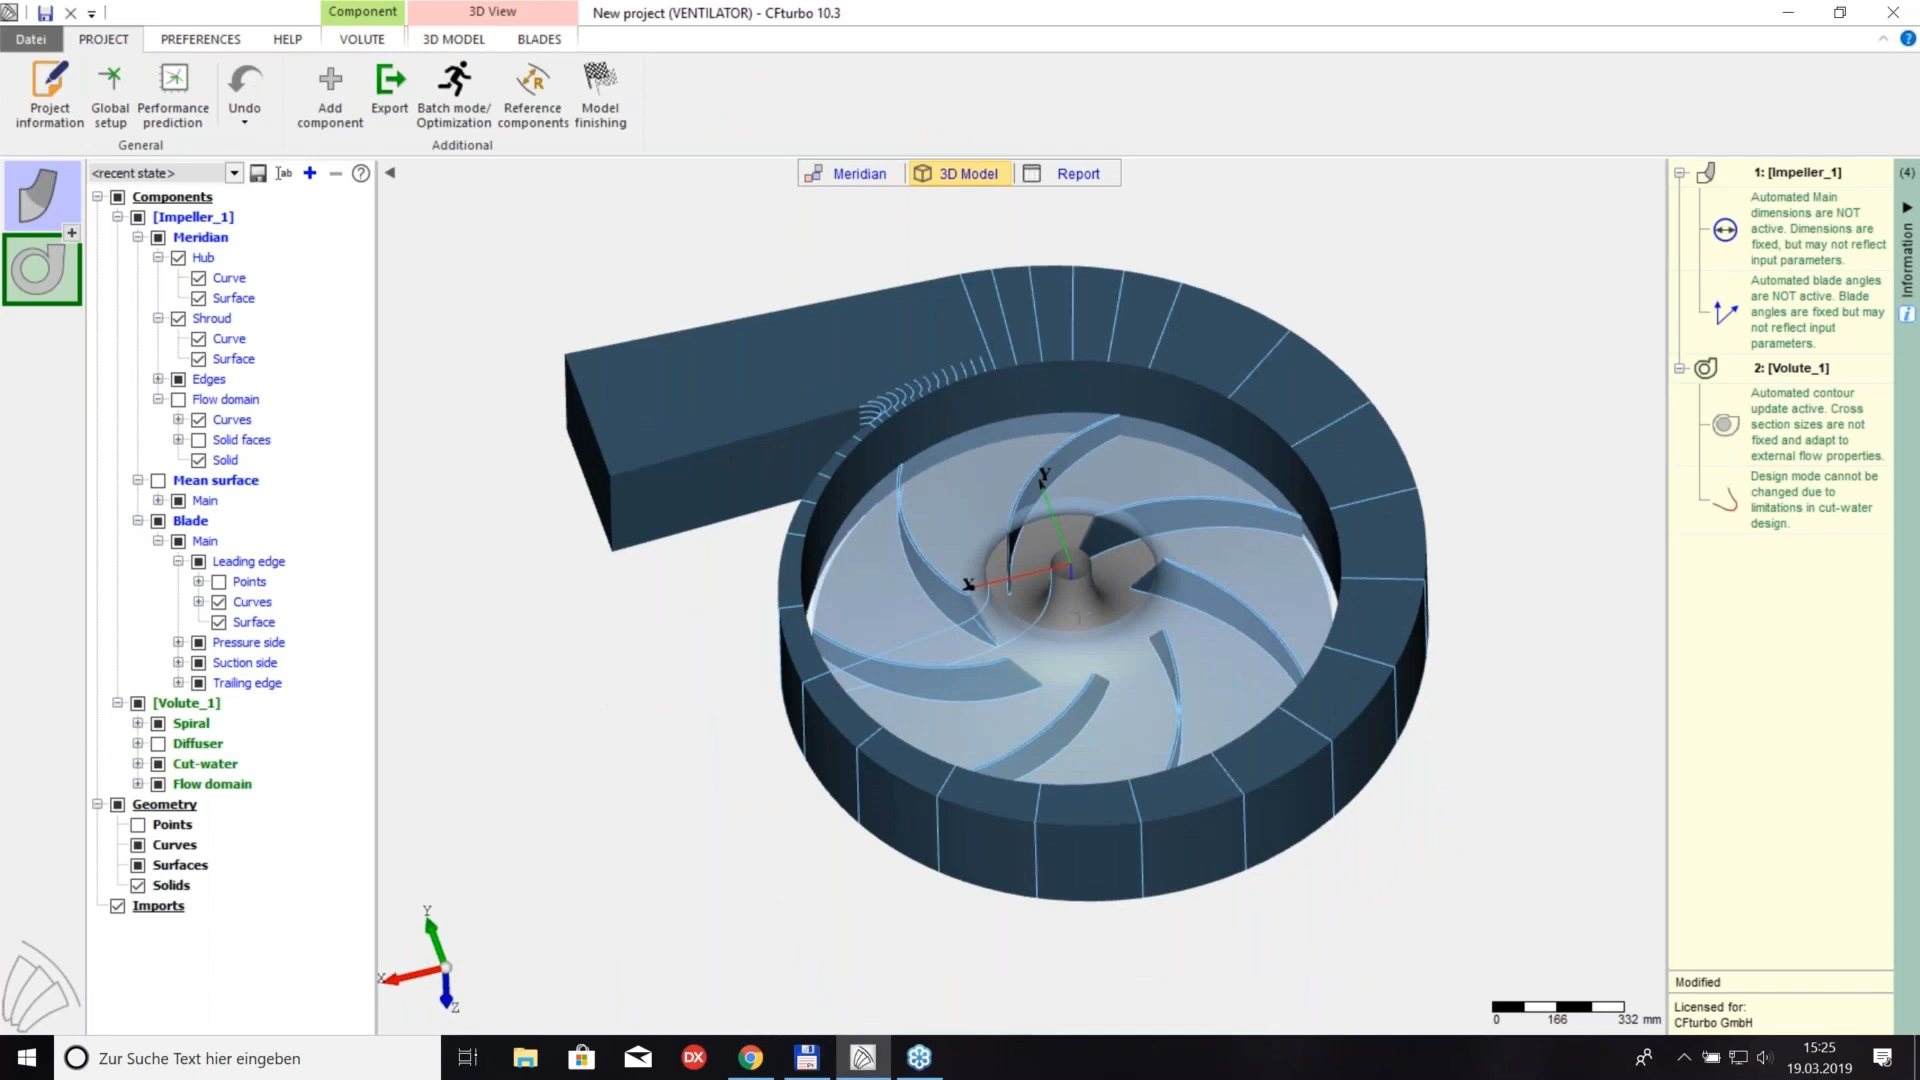 Component
3D View
New project (VENTILATOR) - CFturbo 10.3
Datei
PROJECT
PREFERENCES
HELP
VOLUTE
3D MODEL
BLADES
Project
information
Global
setup
Performance
prediction
Undo
General
Add
component
Export
Batch mode/
Optimization
Reference
components
Model
finishing
Additional
<recent state>
Meridian
3D Model
Report
Components
[Impeller_1]
Meridian
Hub
Curve
Surface
Shroud
Curve
Surface
Edges
Flow domain
Curves
Solid faces
Solid
Mean surface
Main
Blade
Main
Leading edge
Points
Curves
Surface
Pressure side
Suction side
Trailing edge
[Volute_1]
Spiral
Diffuser
Cut-water
Flow domain
Geometry
Points
Curves
Surfaces
Solids
Imports
Y
X
Y
X
Z
0
166
332 mm
1: [Impeller_1]
Automated Main
dimensions are NOT
active. Dimensions are
fixed, but may not reflect
input parameters.
Automated blade angles
are NOT active. Blade
angles are fixed but may
not reflect input
parameters.
2: [Volute_1]
Automated contour
update active. Cross
section sizes are not
fixed and adapt to
external flow properties.
Design mode cannot be
changed due to
limitations in cut-water
design.
(4)
Information
Modified
Licensed for:
CFturbo GmbH
Zur Suche Text hier eingeben
DX
15:25
19.03.2019